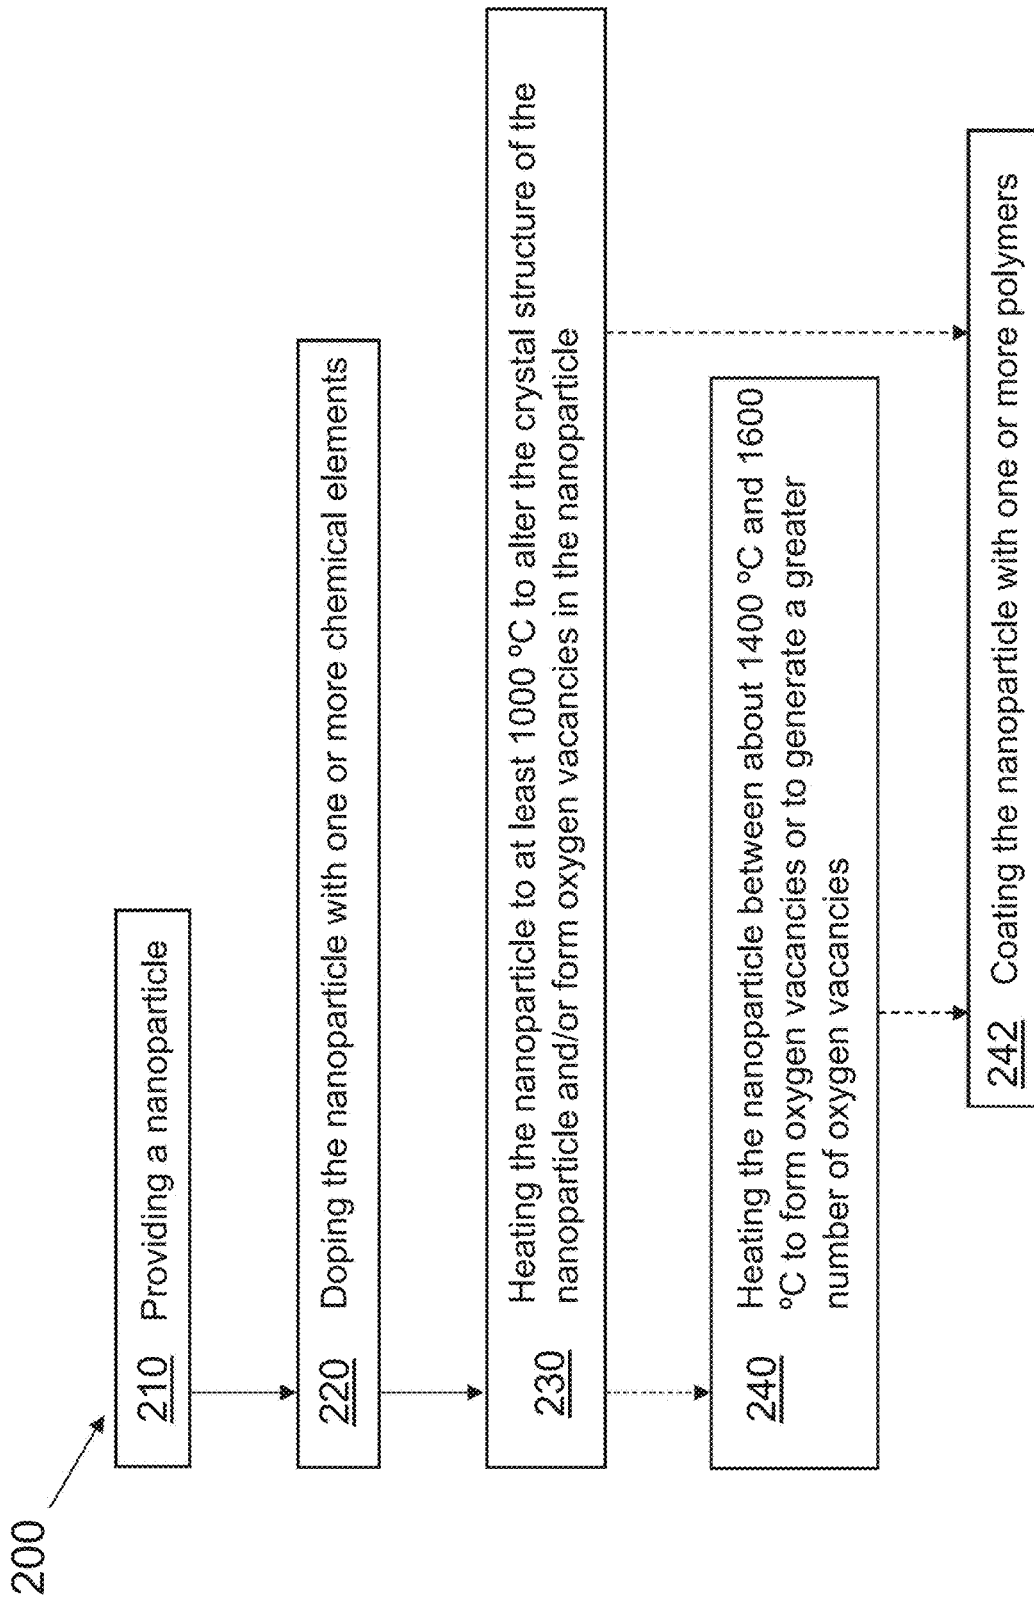 200
210 Providing a nanoparticle
220 Doping the nanoparticle with one or more chemical elements
230 Heating the nanoparticle to at least 1000 ºC to alter the crystal structure of the
nanoparticle and/or form oxygen vacancies in the nanoparticle
240 Heating the nanoparticle between about 1400 ºC and 1600
ºC to form oxygen vacancies or to generate a greater
number of oxygen vacancies
242 Coating the nanoparticle with one or more polymers